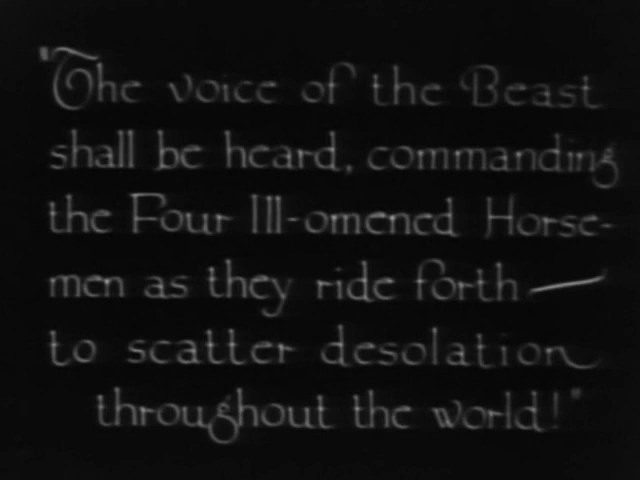 "The voice of the Beast
shall be heard, commanding
the Four Ill-omened Horse-
men as they ride forth —
to scatter desolation
throughout the world!"